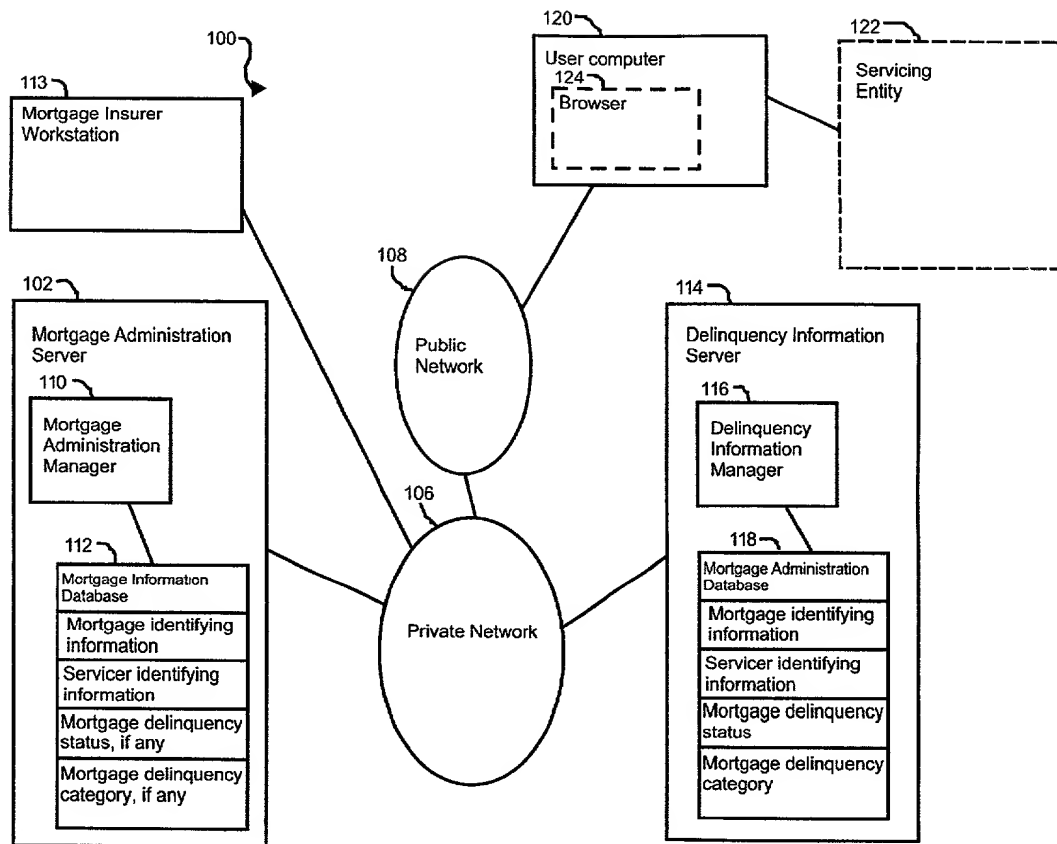 100
113
Mortgage Insurer
Workstation
120
User computer
124
Browser
122
Servicing
Entity
108
Public
Network
102
Mortgage Administration
Server
110
Mortgage
Administration
Manager
112
Mortgage Information
Database
Mortgage identifying
information
Servicer identifying
information
Mortgage delinquency
status, if any
Mortgage delinquency
category, if any
106
Private Network
114
Delinquency Information
Server
116
Delinquency
Information
Manager
118
Mortgage Administration
Database
Mortgage identifying
information
Servicer identifying
information
Mortgage delinquency
status
Mortgage delinquency
category